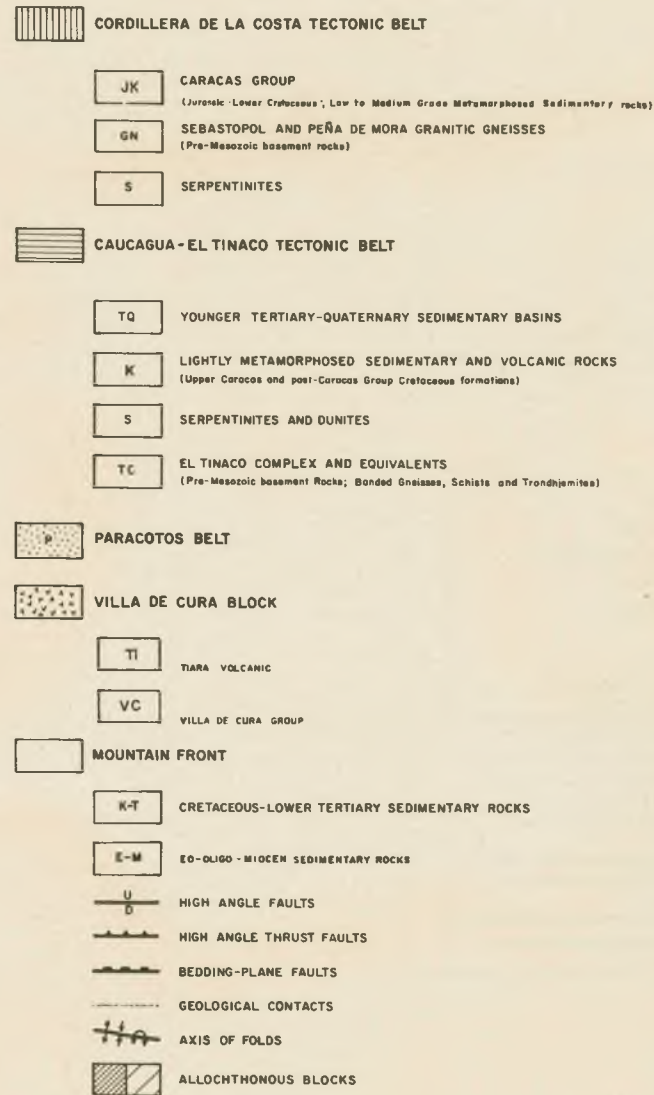 CORDILLERA DE LA COSTA TECTONIC BELT
JK CARACAS GROUP
(Jurassic-Lower Cretaceous; Low to Medium Grade Metamorphosed Sedimentary rocks)
GN SEBASTOPOL AND PEÑA DE MORA GRANITIC GNEISSES
(Pre-Mesozoic basement rocks)
S SERPENTINITES
CAUCAGUA-EL TINACO TECTONIC BELT
TQ YOUNGER TERTIARY-QUATERNARY SEDIMENTARY BASINS
K LIGHTLY METAMORPHOSED SEDIMENTARY AND VOLCANIC ROCKS
(Upper Caracas and post-Caracas Group Cretaceous formations)
S SERPENTINITES AND DUNITES
TC EL TINACO COMPLEX AND EQUIVALENTS
(Pre-Mesozoic basement Rocks; Banded Gneisses, Schists and Trondhjemites)
P PARACOTOS BELT
VILLA DE CURA BLOCK
TI TIARA VOLCANIC
VC VILLA DE CURA GROUP
MOUNTAIN FRONT
K-T CRETACEOUS-LOWER TERTIARY SEDIMENTARY ROCKS
E-M EO-OLIGO-MIOCEN SEDIMENTARY ROCKS
U
D HIGH ANGLE FAULTS
HIGH ANGLE THRUST FAULTS
BEDDING-PLANE FAULTS
GEOLOGICAL CONTACTS
AXIS OF FOLDS
ALLOCHTHONOUS BLOCKS